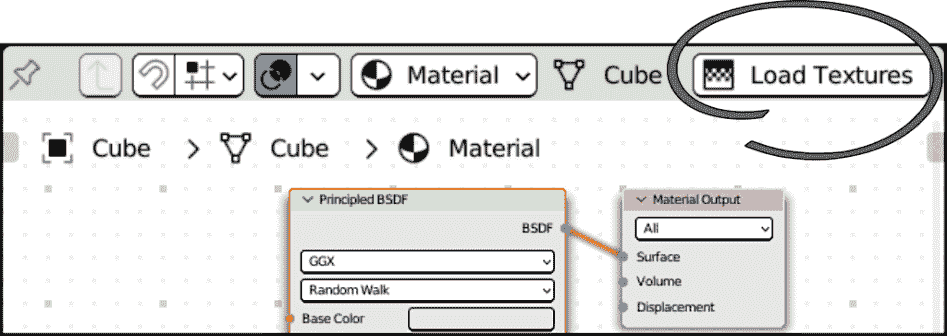 Material Cube Load Textures
Cube > Cube > Material
Principled BSDF
BSDF
GGX
Random Walk
Base Color
Material Output
All
Surface
Volume
Displacement